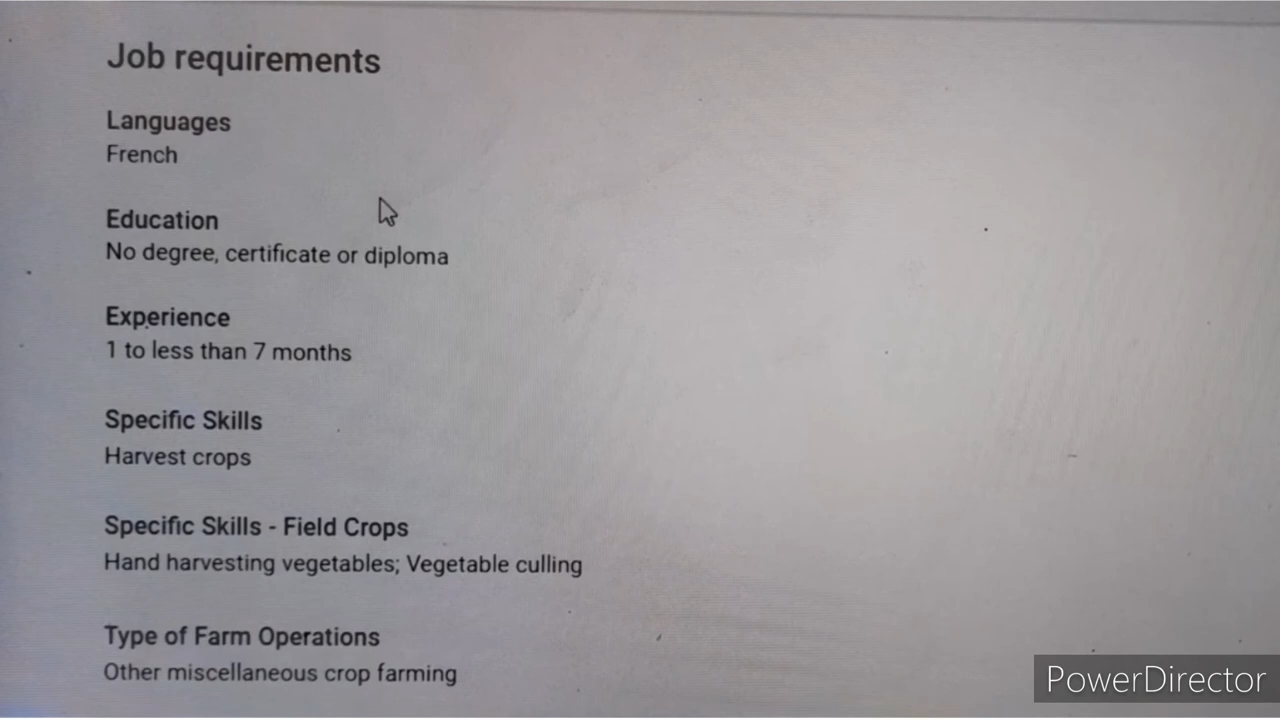 Job requirements
Languages
French
Education
No degree, certificate or diploma
Experience
1 to less than 7 months
Specific Skills
Harvest crops
Specific Skills - Field Crops
Hand harvesting vegetables; Vegetable culling
Type of Farm Operations
Other miscellaneous crop farming
PowerDirector